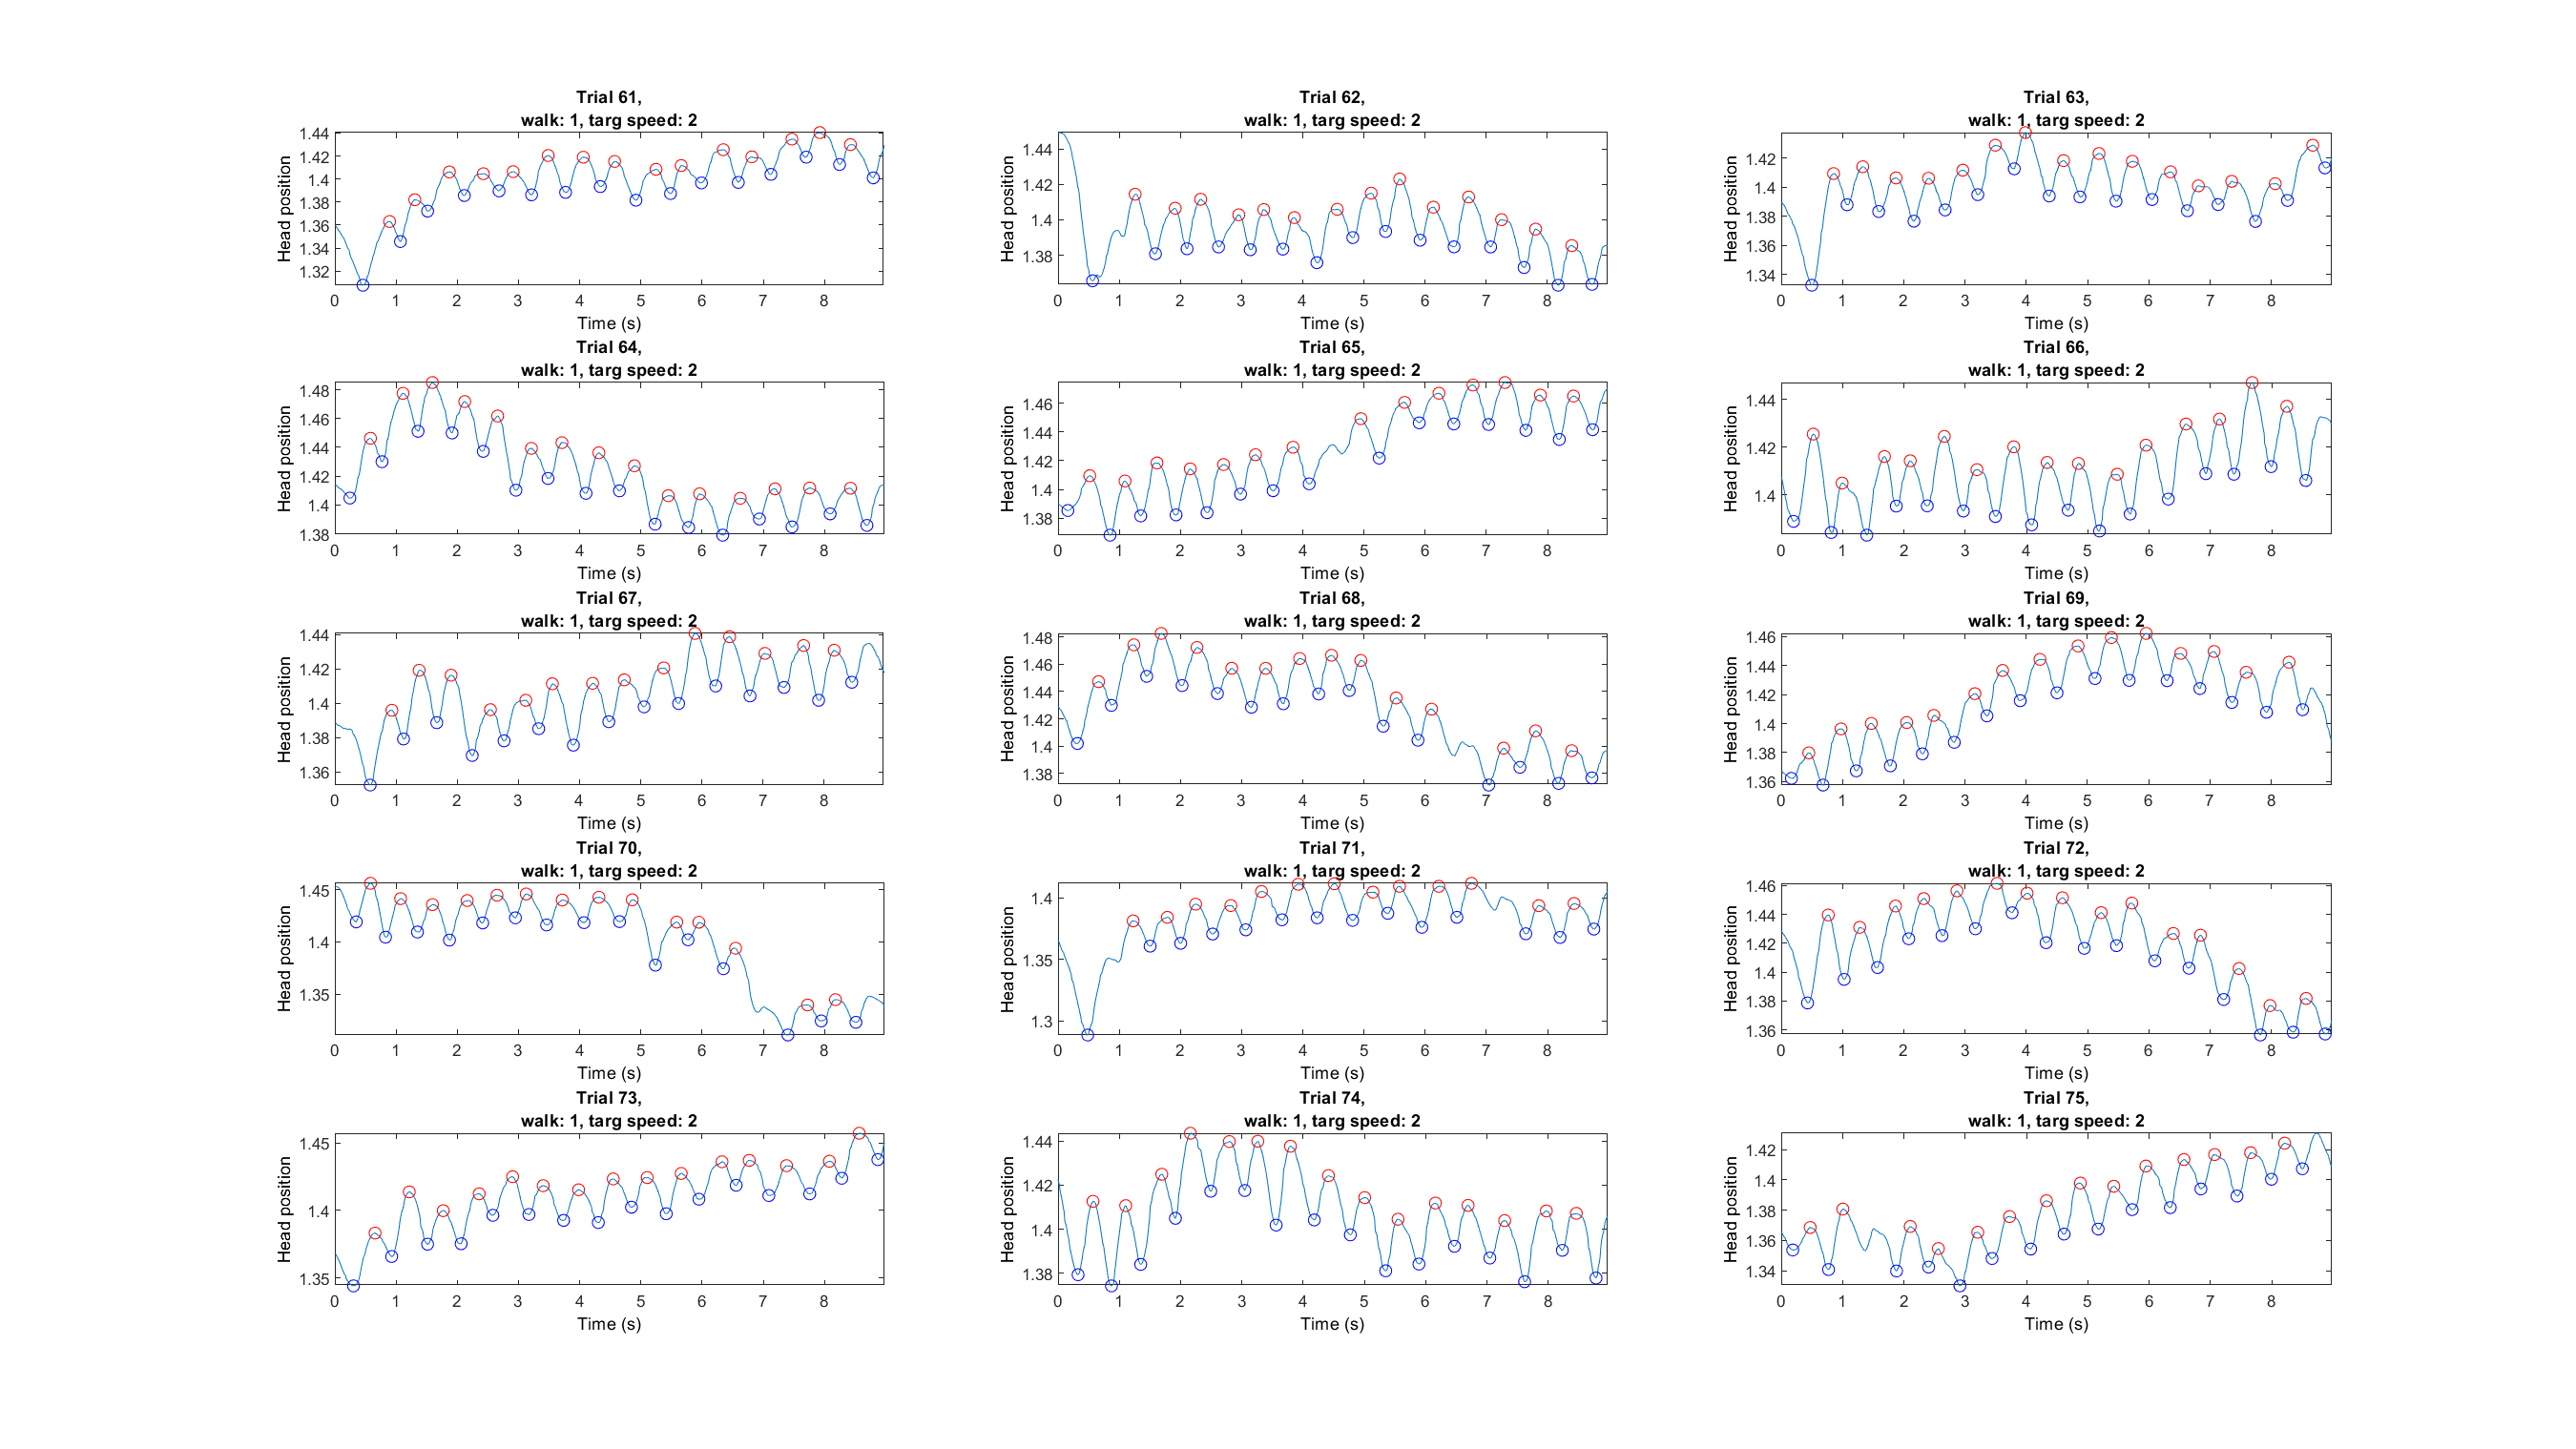 Trial 61,
walk: 1, targ speed: 2
Head position
1.44
1.42
1.4
1.38
1.36
1.34
1.32
0 1 2 3 4 5 6 7 8
Time (s)
Trial 62,
walk: 1, targ speed: 2
Head position
1.44
1.42
1.4
1.38
0 1 2 3 4 5 6 7 8
Time (s)
Trial 63,
walk: 1, targ speed: 2
Head position
1.42
1.4
1.38
1.36
1.34
0 1 2 3 4 5 6 7 8
Time (s)
Trial 64,
walk: 1, targ speed: 2
Head position
1.48
1.46
1.44
1.42
1.4
1.38
0 1 2 3 4 5 6 7 8
Time (s)
Trial 65,
walk: 1, targ speed: 2
Head position
1.46
1.44
1.42
1.4
1.38
0 1 2 3 4 5 6 7 8
Time (s)
Trial 66,
walk: 1, targ speed: 2
Head position
1.44
1.42
1.4
0 1 2 3 4 5 6 7 8
Time (s)
Trial 67,
walk: 1, targ speed: 2
Head position
1.44
1.42
1.4
1.38
1.36
0 1 2 3 4 5 6 7 8
Time (s)
Trial 68,
walk: 1, targ speed: 2
Head position
1.48
1.46
1.44
1.42
1.4
1.38
0 1 2 3 4 5 6 7 8
Time (s)
Trial 69,
walk: 1, targ speed: 2
Head position
1.46
1.44
1.42
1.4
1.38
1.36
0 1 2 3 4 5 6 7 8
Time (s)
Trial 70,
walk: 1, targ speed: 2
Head position
1.45
1.4
1.35
0 1 2 3 4 5 6 7 8
Time (s)
Trial 71,
walk: 1, targ speed: 2
Head position
1.4
1.35
1.3
0 1 2 3 4 5 6 7 8
Time (s)
Trial 72,
walk: 1, targ speed: 2
Head position
1.46
1.44
1.42
1.4
1.38
1.36
0 1 2 3 4 5 6 7 8
Time (s)
Trial 73,
walk: 1, targ speed: 2
Head position
1.45
1.4
1.35
0 1 2 3 4 5 6 7 8
Time (s)
Trial 74,
walk: 1, targ speed: 2
Head position
1.44
1.42
1.4
1.38
0 1 2 3 4 5 6 7 8
Time (s)
Trial 75,
walk: 1, targ speed: 2
Head position
1.42
1.4
1.38
1.36
1.34
0 1 2 3 4 5 6 7 8
Time (s)